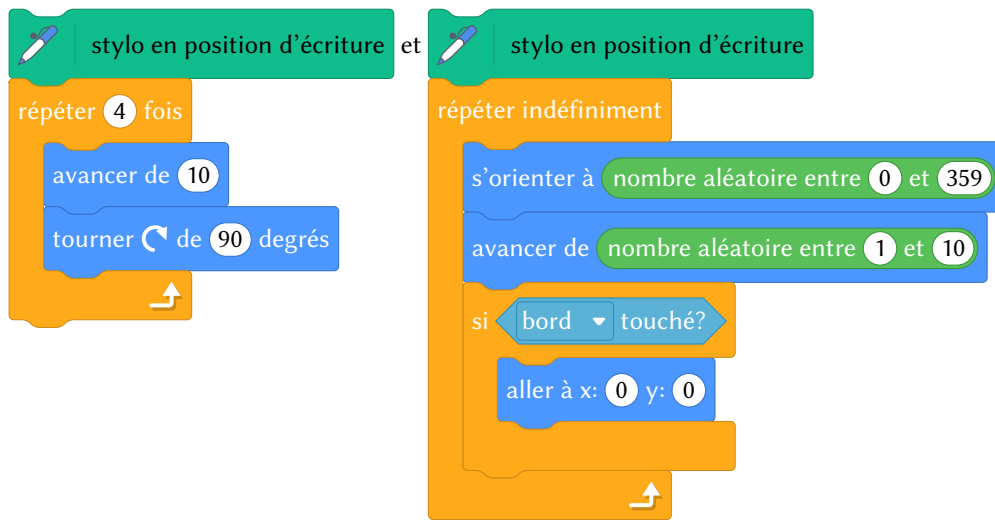 stylo en position d’écriture et
répéter 4 fois
avancer de 10
tourner de 90 degrés
stylo en position d’écriture
répéter indéfiniment
s’orienter à nombre aléatoire entre 0 et 359
avancer de nombre aléatoire entre 1 et 10
si bord touché?
aller à x: 0 y: 0